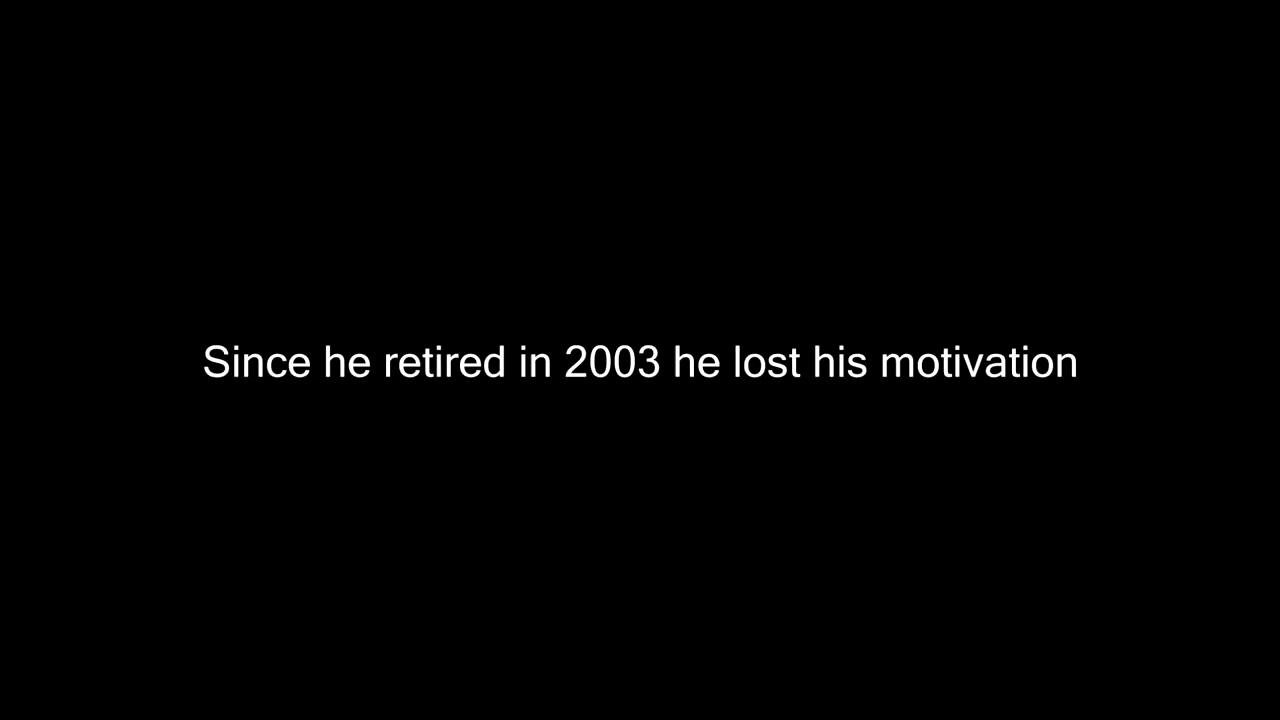 Since he retired in 2003 he lost his motivation